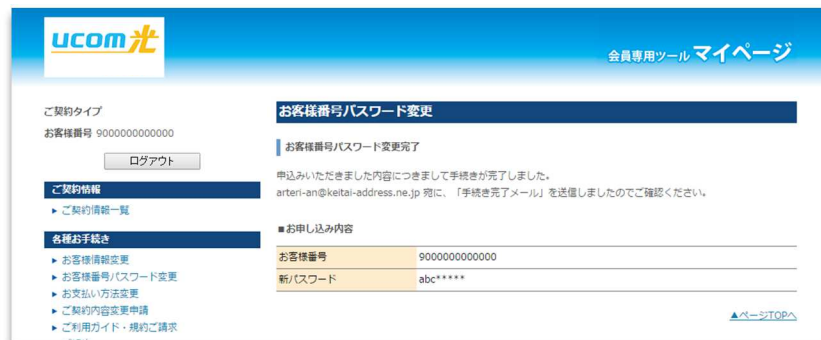 ucom光
会員専用ツール マイページ
ご契約タイプ
お客様番号 9000000000000
ログアウト
ご契約情報
▶ ご契約情報一覧
各種お手続き
▶ お客様情報変更
▶ お客様番号パスワード変更
▶ お支払い方法変更
▶ ご契約内容変更申請
▶ ご利用ガイド・規約ご請求
お客様番号パスワード変更
お客様番号パスワード変更完了
申込みいただきました内容につきまして手続きが完了しました。
arteri-an@keitai-address.ne.jp 宛に、「手続き完了メール」を送信しましたのでご確認ください。
■お申し込み内容
お客様番号 9000000000000
新パスワード abc*****
▲ページTOPへ